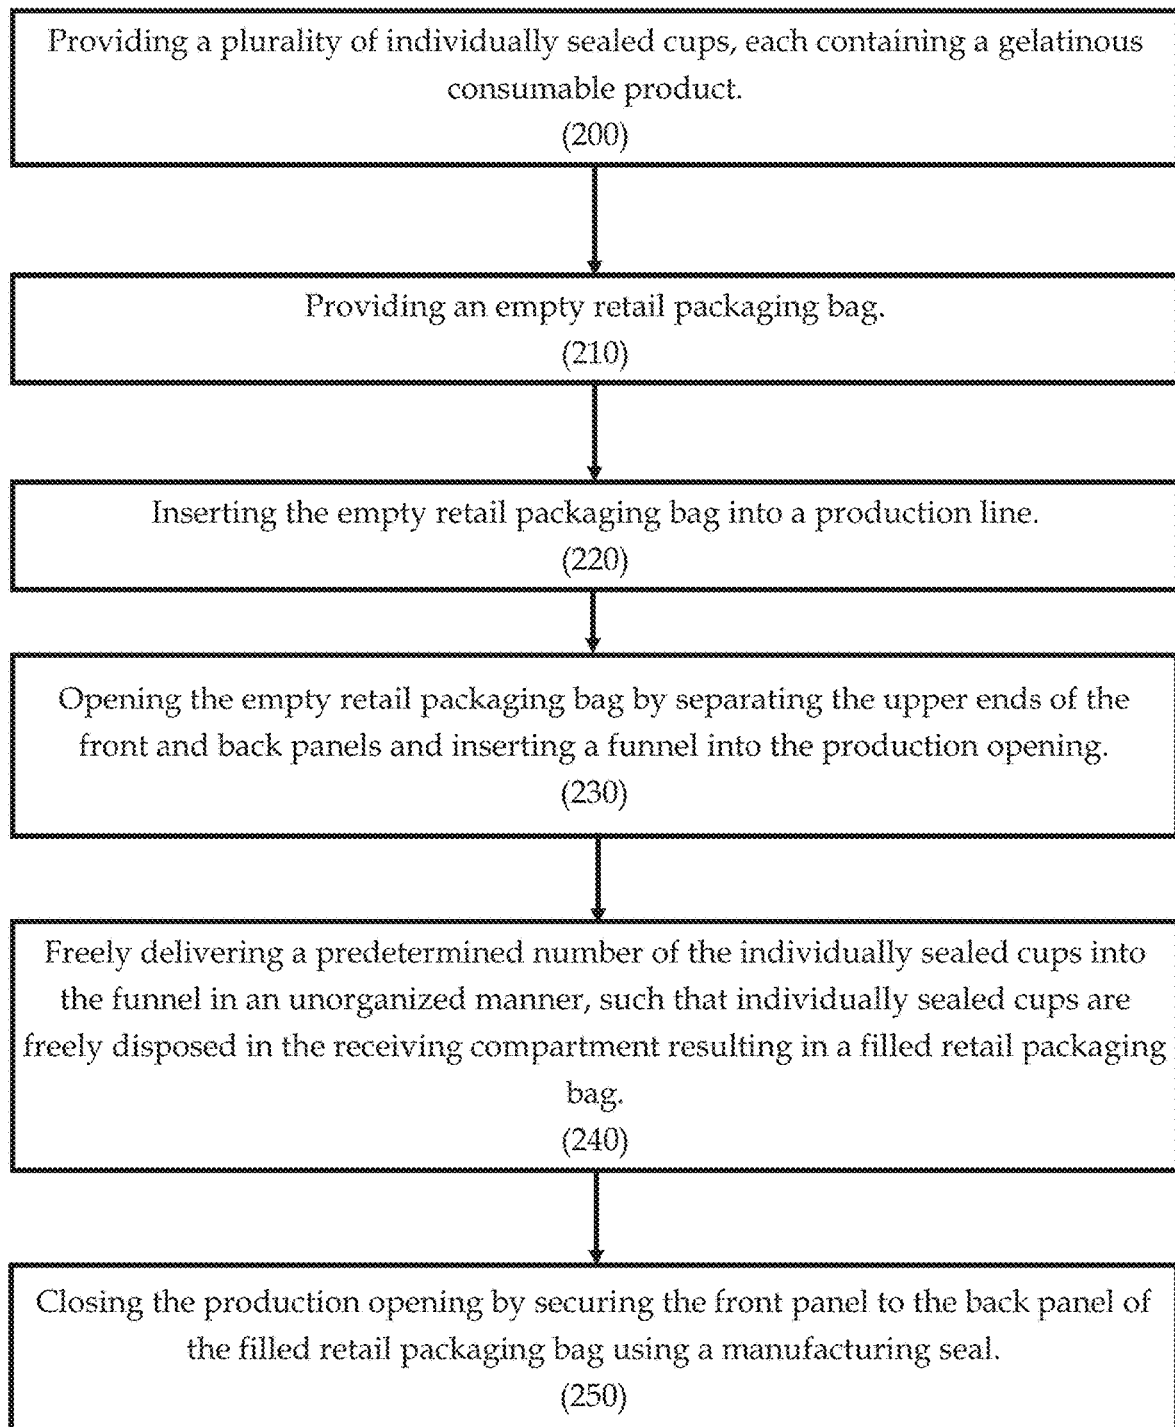 Providing a plurality of individually sealed cups, each containing a gelatinous
consumable product.
(200)
Providing an empty retail packaging bag.
(210)
Inserting the empty retail packaging bag into a production line.
(220)
Opening the empty retail packaging bag by separating the upper ends of the
front and back panels and inserting a funnel into the production opening.
(230)
Freely delivering a predetermined number of the individually sealed cups into
the funnel in an unorganized manner, such that individually sealed cups are
freely disposed in the receiving compartment resulting in a filled retail packaging
bag.
(240)
Closing the production opening by securing the front panel to the back panel of
the filled retail packaging bag using a manufacturing seal.
(250)